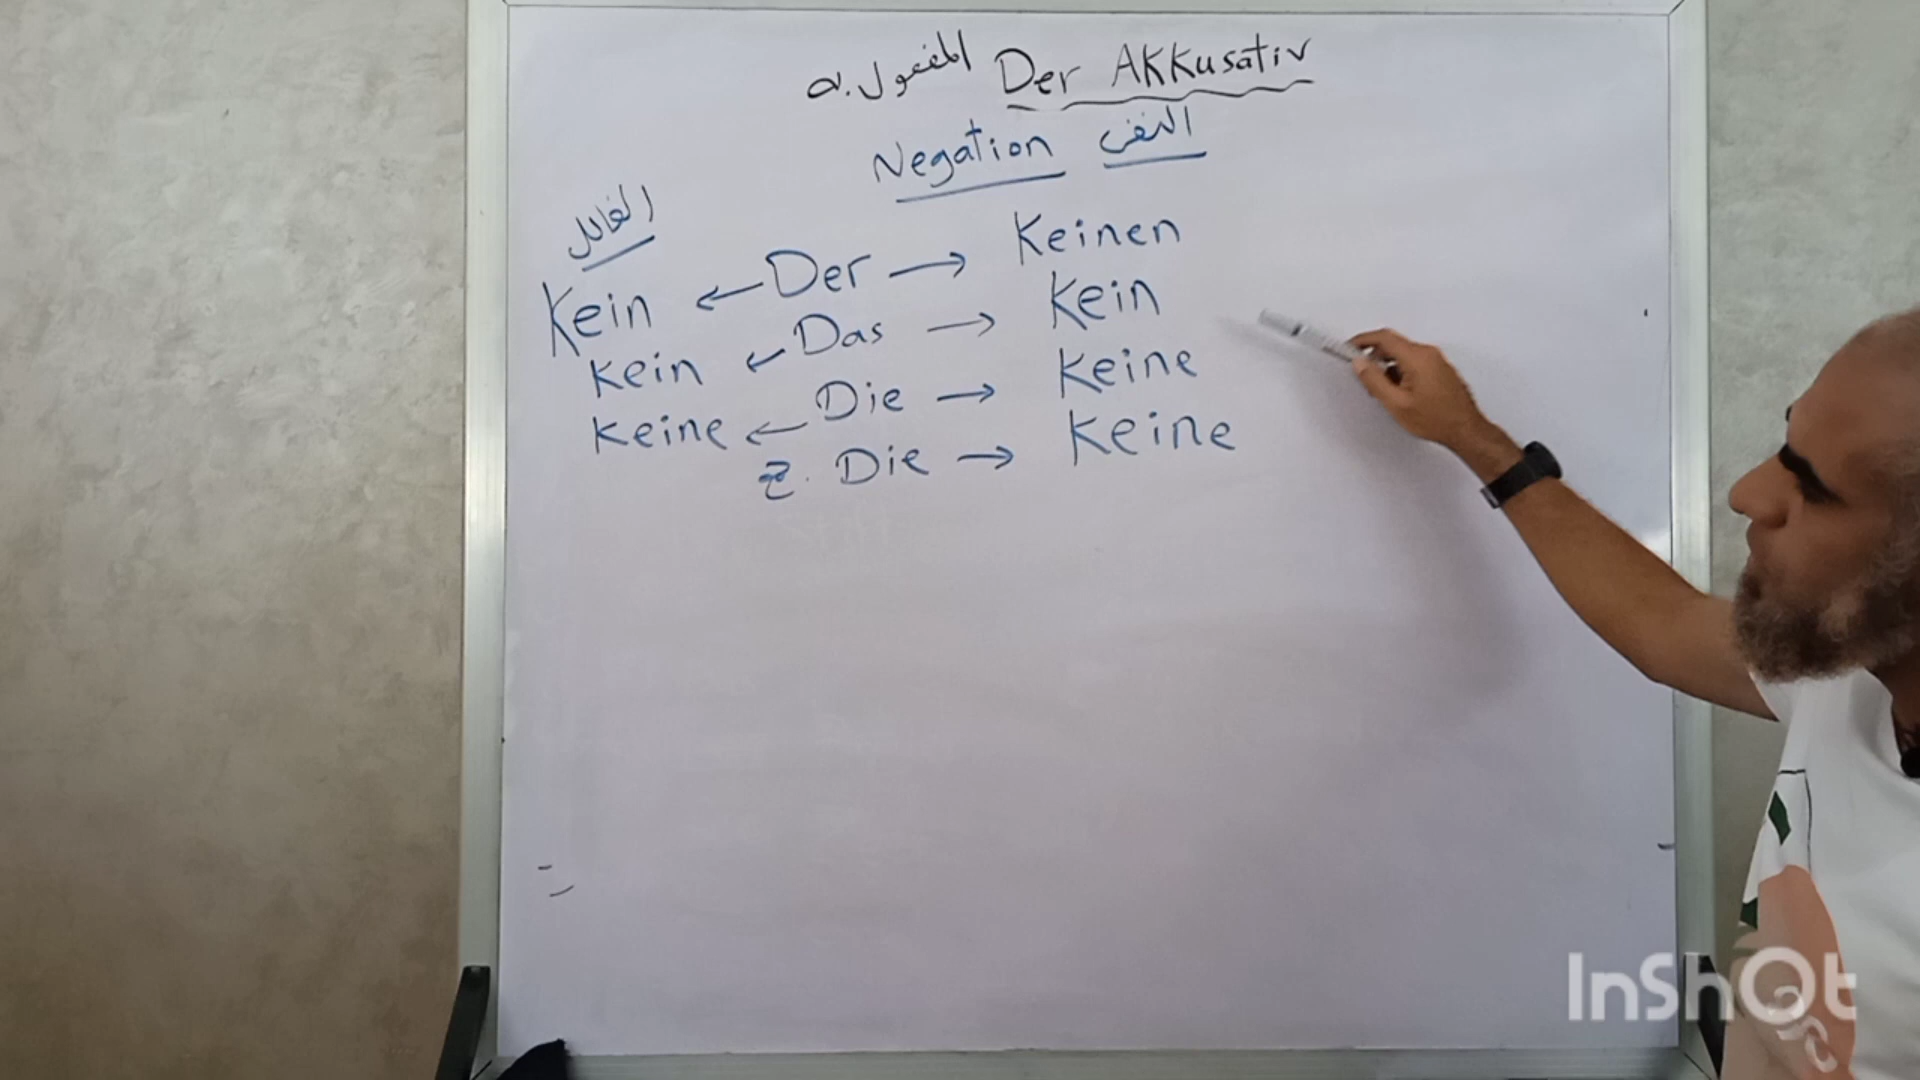 المفعول به Der AKKusativ
Negation النفي
الفاعل
Kein ← Der → Keinen
Kein ← Das → Kein
Keine ← Die → Keine
Z. Die → Keine
InShOt